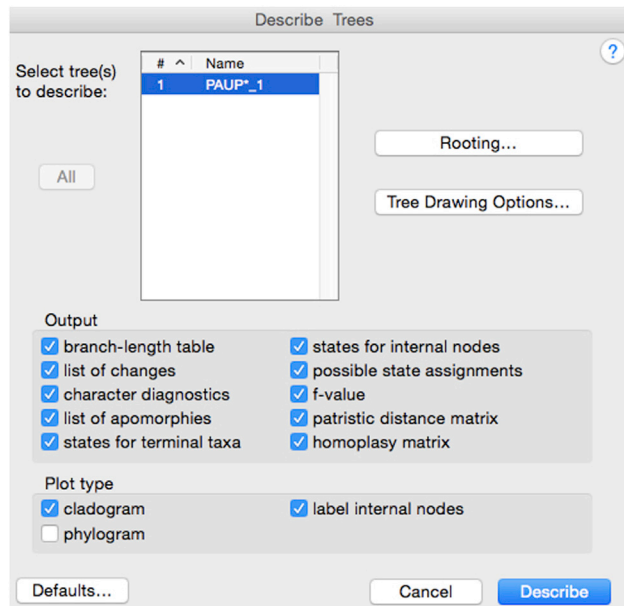 Describe Trees
?
Select tree(s)
to describe:
# ^ Name
1 PAUP*_1
All
Rooting...
Tree Drawing Options...
Output
branch-length table
list of changes
character diagnostics
list of apomorphies
states for terminal taxa
states for internal nodes
possible state assignments
f-value
patristic distance matrix
homoplasy matrix
Plot type
cladogram
phylogram
label internal nodes
Defaults...
Cancel
Describe